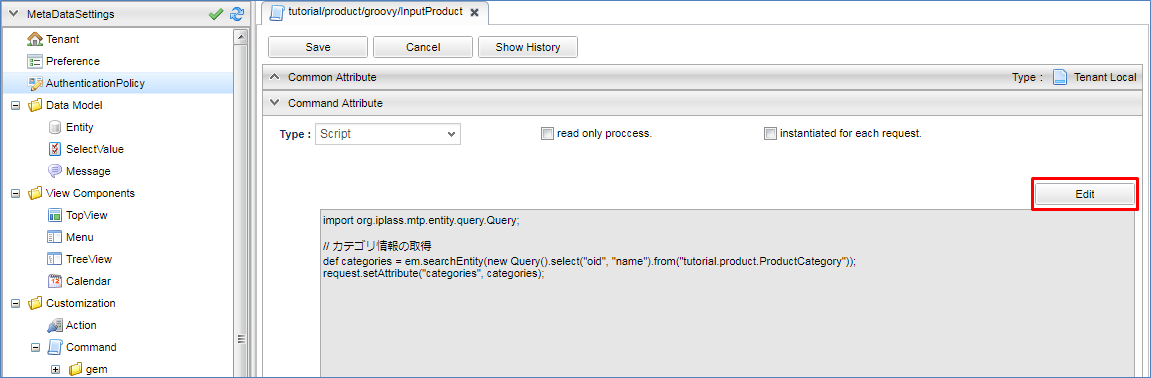 MetaDataSettings
Tenant
Preference
AuthenticationPolicy
Data Model
Entity
SelectValue
Message
View Components
TopView
Menu
TreeView
Calendar
Customization
Action
Command
gem
tutorial/product/groovy/InputProduct
Save Cancel Show History
Common Attribute Type : Tenant Local
Command Attribute
Type : Script read only proccess. instantiated for each request.
Edit
import org.iplass.mtp.entity.query.Query;
// カテゴリ情報の取得
def categories = em.searchEntity(new Query().select("oid", "name").from("tutorial.product.ProductCategory"));
request.setAttribute("categories", categories);